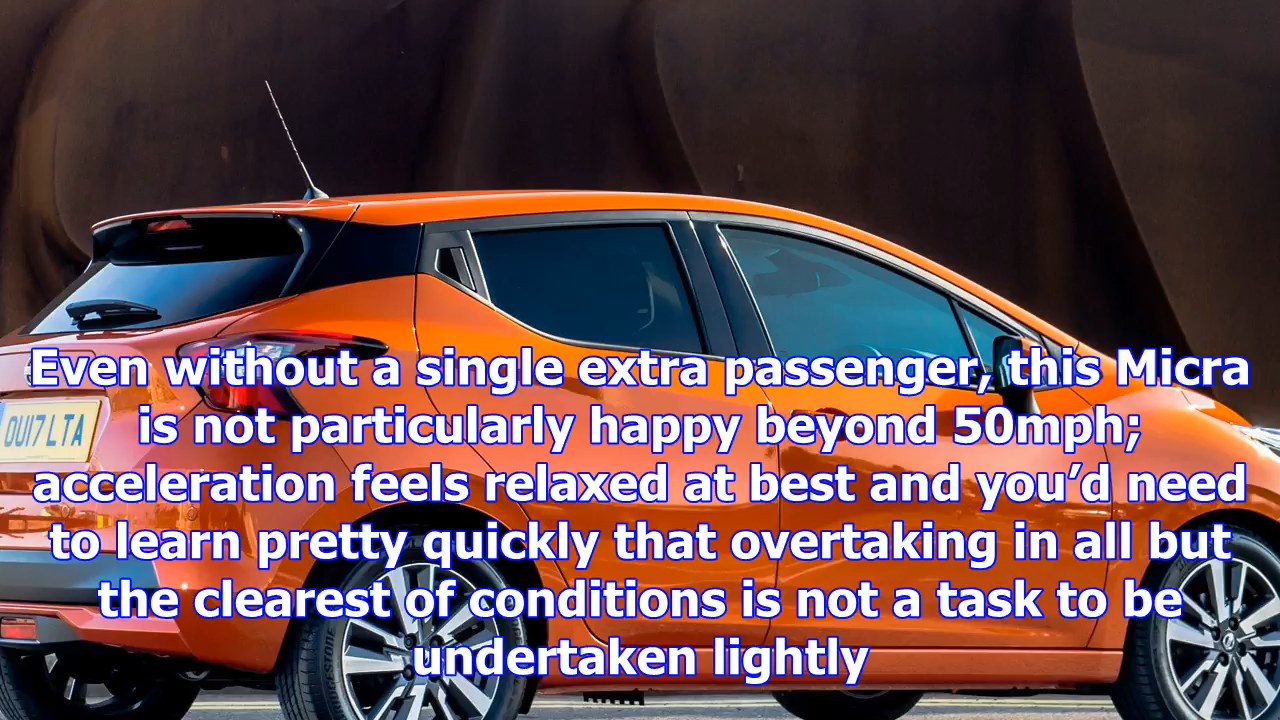 Even without a single extra passenger, this Micra
is not particularly happy beyond 50mph;
acceleration feels relaxed at best and you’d need
to learn pretty quickly that overtaking in all but
the clearest of conditions is not a task to be
undertaken lightly
OU17 LTA